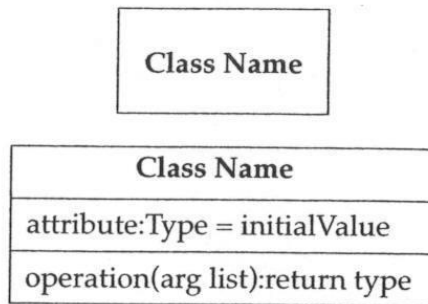 Class Name
Class Name
attribute:Type = initialValue
operation(arg list):return type